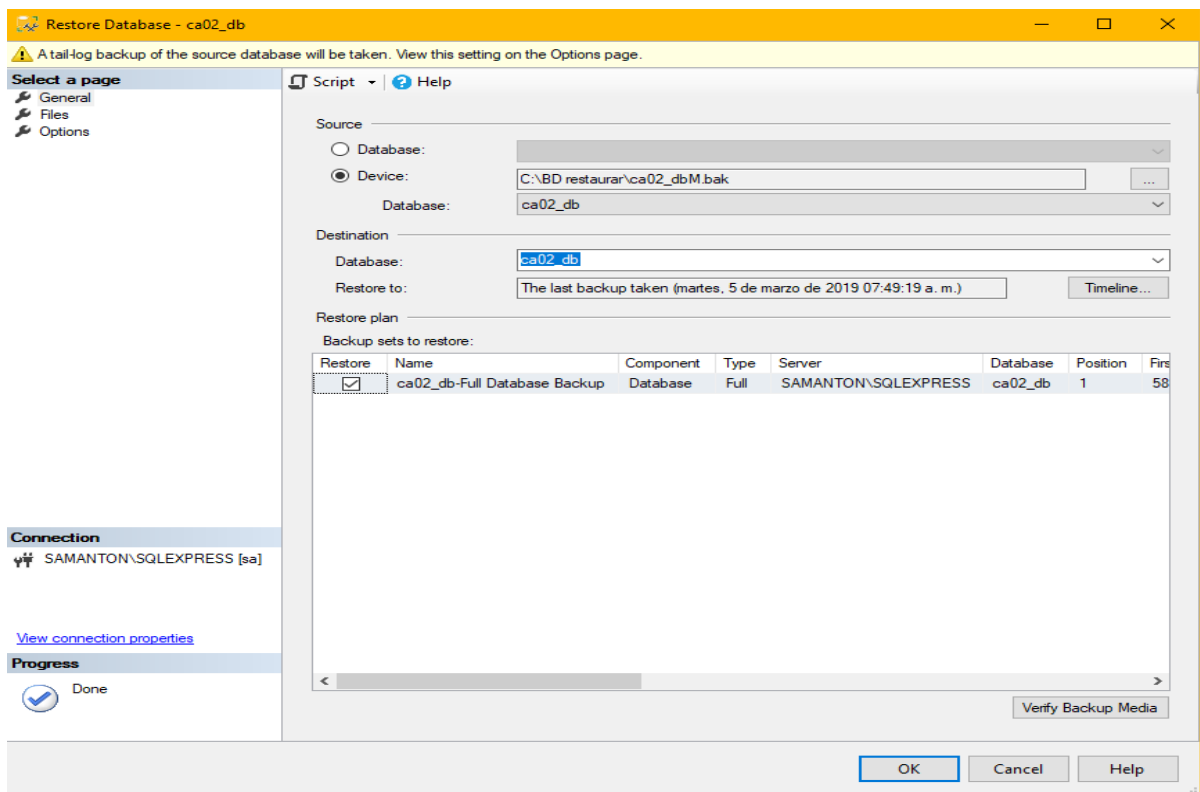 Restore Database - ca02_db
A tail-log backup of the source database will be taken. View this setting on the Options page.
Select a page
General
Files
Options
Script
Help
Source
Database:
Device:
C:\BD restaurar\ca02_dbM.bak
...
Database:
ca02_db
Destination
Database:
ca02_db
Restore to:
The last backup taken (martes, 5 de marzo de 2019 07:49:19 a. m.)
Timeline...
Restore plan
Backup sets to restore:
Restore Name Component Type Server Database Position Firs
ca02_db-Full Database Backup Database Full SAMANTON\SQLEXPRESS ca02_db 1 58
Connection
SAMANTON\SQLEXPRESS [sa]
View connection properties
Progress
Done
Verify Backup Media
OK Cancel Help